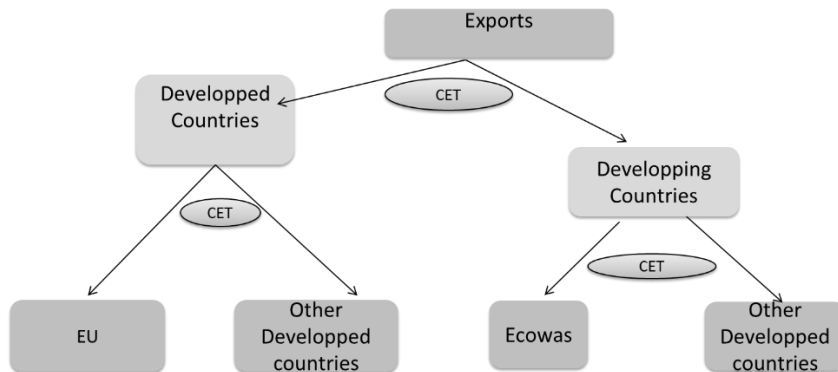 Exports
CET
Developped
Countries
Developping
Countries
CET
CET
EU
Other
Developped
countries
Ecowas
Other
Developped
countries